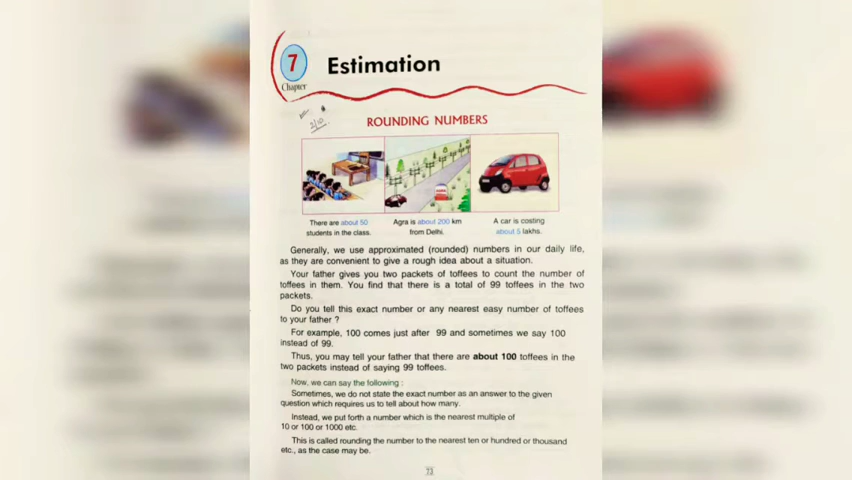 7
Chapter
Estimation
2/10
ROUNDING NUMBERS
There are about 50
students in the class.
Agra is about 200 km
from Delhi.
A car is costing
about 5 lakhs.
Generally, we use approximated (rounded) numbers in our daily life,
as they are convenient to give a rough idea about a situation.
Your father gives you two packets of toffees to count the number of
toffees in them. You find that there is a total of 99 toffees in the two
packets.
Do you tell this exact number or any nearest easy number of toffees
to your father ?
For example, 100 comes just after 99 and sometimes we say 100
instead of 99.
Thus, you may tell your father that there are about 100 toffees in the
two packets instead of saying 99 toffees.
Now, we can say the following :
Sometimes, we do not state the exact number as an answer to the given
question which requires us to tell about how many.
Instead, we put forth a number which is the nearest multiple of
10 or 100 or 1000 etc.
This is called rounding the number to the nearest ten or hundred or thousand
etc., as the case may be.
73